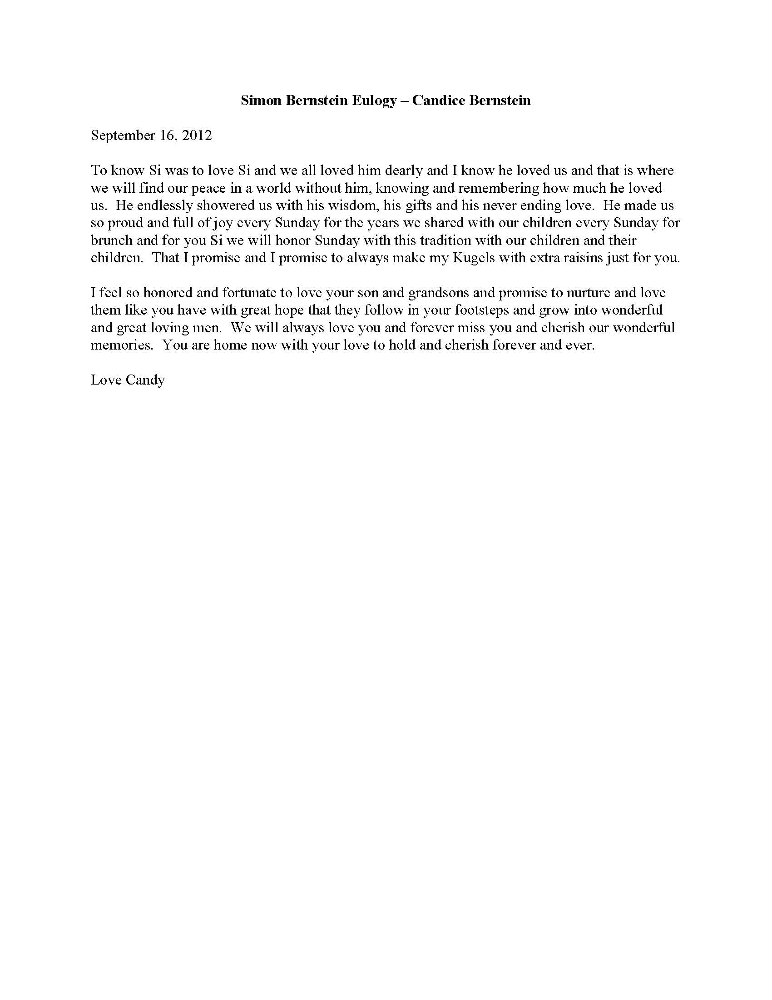 Simon Bernstein Eulogy – Candice Bernstein
September 16, 2012
To know Si was to love Si and we all loved him dearly and I know he loved us and that is where
we will find our peace in a world without him, knowing and remembering how much he loved
us.  He endlessly showered us with his wisdom, his gifts and his never ending love.  He made us
so proud and full of joy every Sunday for the years we shared with our children every Sunday for
brunch and for you Si we will honor Sunday with this tradition with our children and their
children.  That I promise and I promise to always make my Kugels with extra raisins just for you.
I feel so honored and fortunate to love your son and grandsons and promise to nurture and love
them like you have with great hope that they follow in your footsteps and grow into wonderful
and great loving men.  We will always love you and forever miss you and cherish our wonderful
memories.  You are home now with your love to hold and cherish forever and ever.
Love Candy